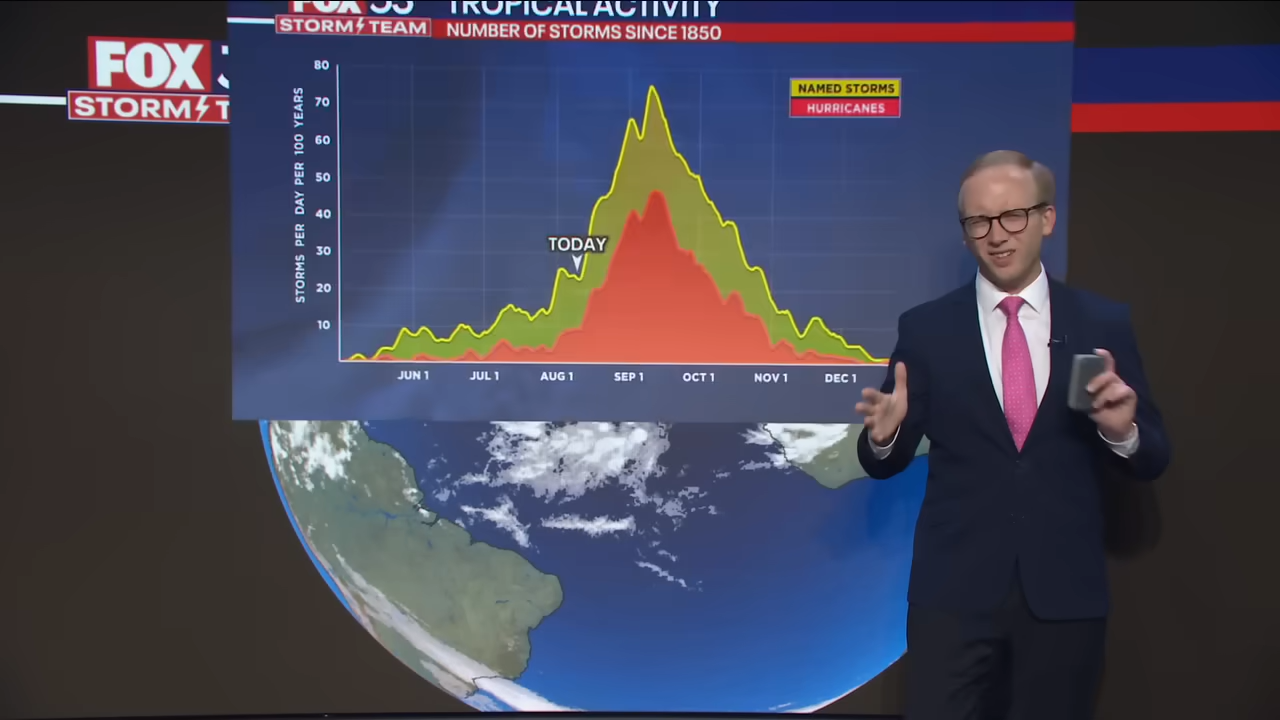 FOX 35
STORM TEAM
TROPICAL ACTIVITY
NUMBER OF STORMS SINCE 1850
FOX
STORM T
NAMED STORMS
HURRICANES
STORMS PER DAY PER 100 YEARS
80
70
60
50
40
30
20
10
TODAY
JUN 1 JUL 1 AUG 1 SEP 1 OCT 1 NOV 1 DEC 1